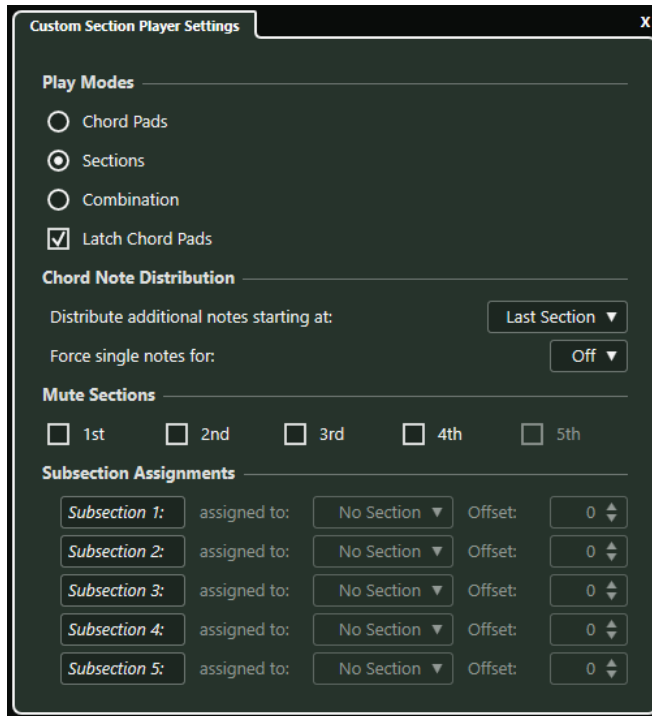 Custom Section Player Settings X
Play Modes
Chord Pads
Sections
Combination
Latch Chord Pads
Chord Note Distribution
Distribute additional notes starting at: Last Section
Force single notes for: Off
Mute Sections
1st 2nd 3rd 4th 5th
Subsection Assignments
Subsection 1: assigned to: No Section Offset: 0
Subsection 2: assigned to: No Section Offset: 0
Subsection 3: assigned to: No Section Offset: 0
Subsection 4: assigned to: No Section Offset: 0
Subsection 5: assigned to: No Section Offset: 0